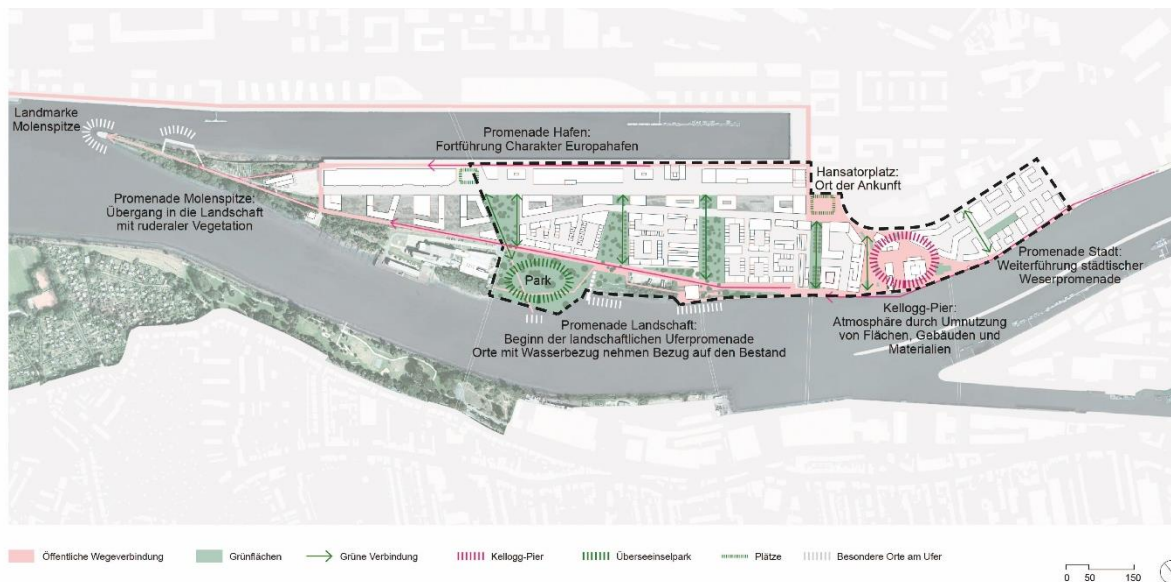 Landmarke
Molenspitze
Promenade Hafen:
Fortführung Charakter Europahafen
Hansatorplatz:
Ort der Ankunft
Promenade Molenspitze:
Übergang in die Landschaft
mit ruderaler Vegetation
Park
Promenade Stadt:
Weiterführung städtischer
Weserpromenade
Promenade Landschaft:
Beginn der landschaftlichen Uferpromenade
Orte mit Wasserbezug nehmen Bezug auf den Bestand
Kellogg-Pier:
Atmosphäre durch Umnutzung
von Flächen, Gebäuden und
Materialien
Öffentliche Wegeverbindung
Grünflächen
Grüne Verbindung
Kellogg-Pier
Überseeinselpark
Plätze
Besondere Orte am Ufer
0 50 150